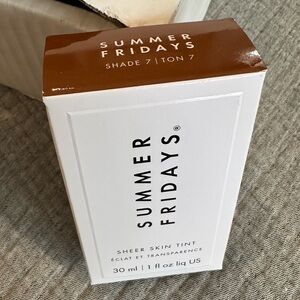 SUMMER
FRIDAYS
SHADE 7 | TON 7
SUMMER
FRIDAYS®
SHEER SKIN TINT
ÉCLAT ET TRANSPARENCE
30 ml | 1 fl oz liq US